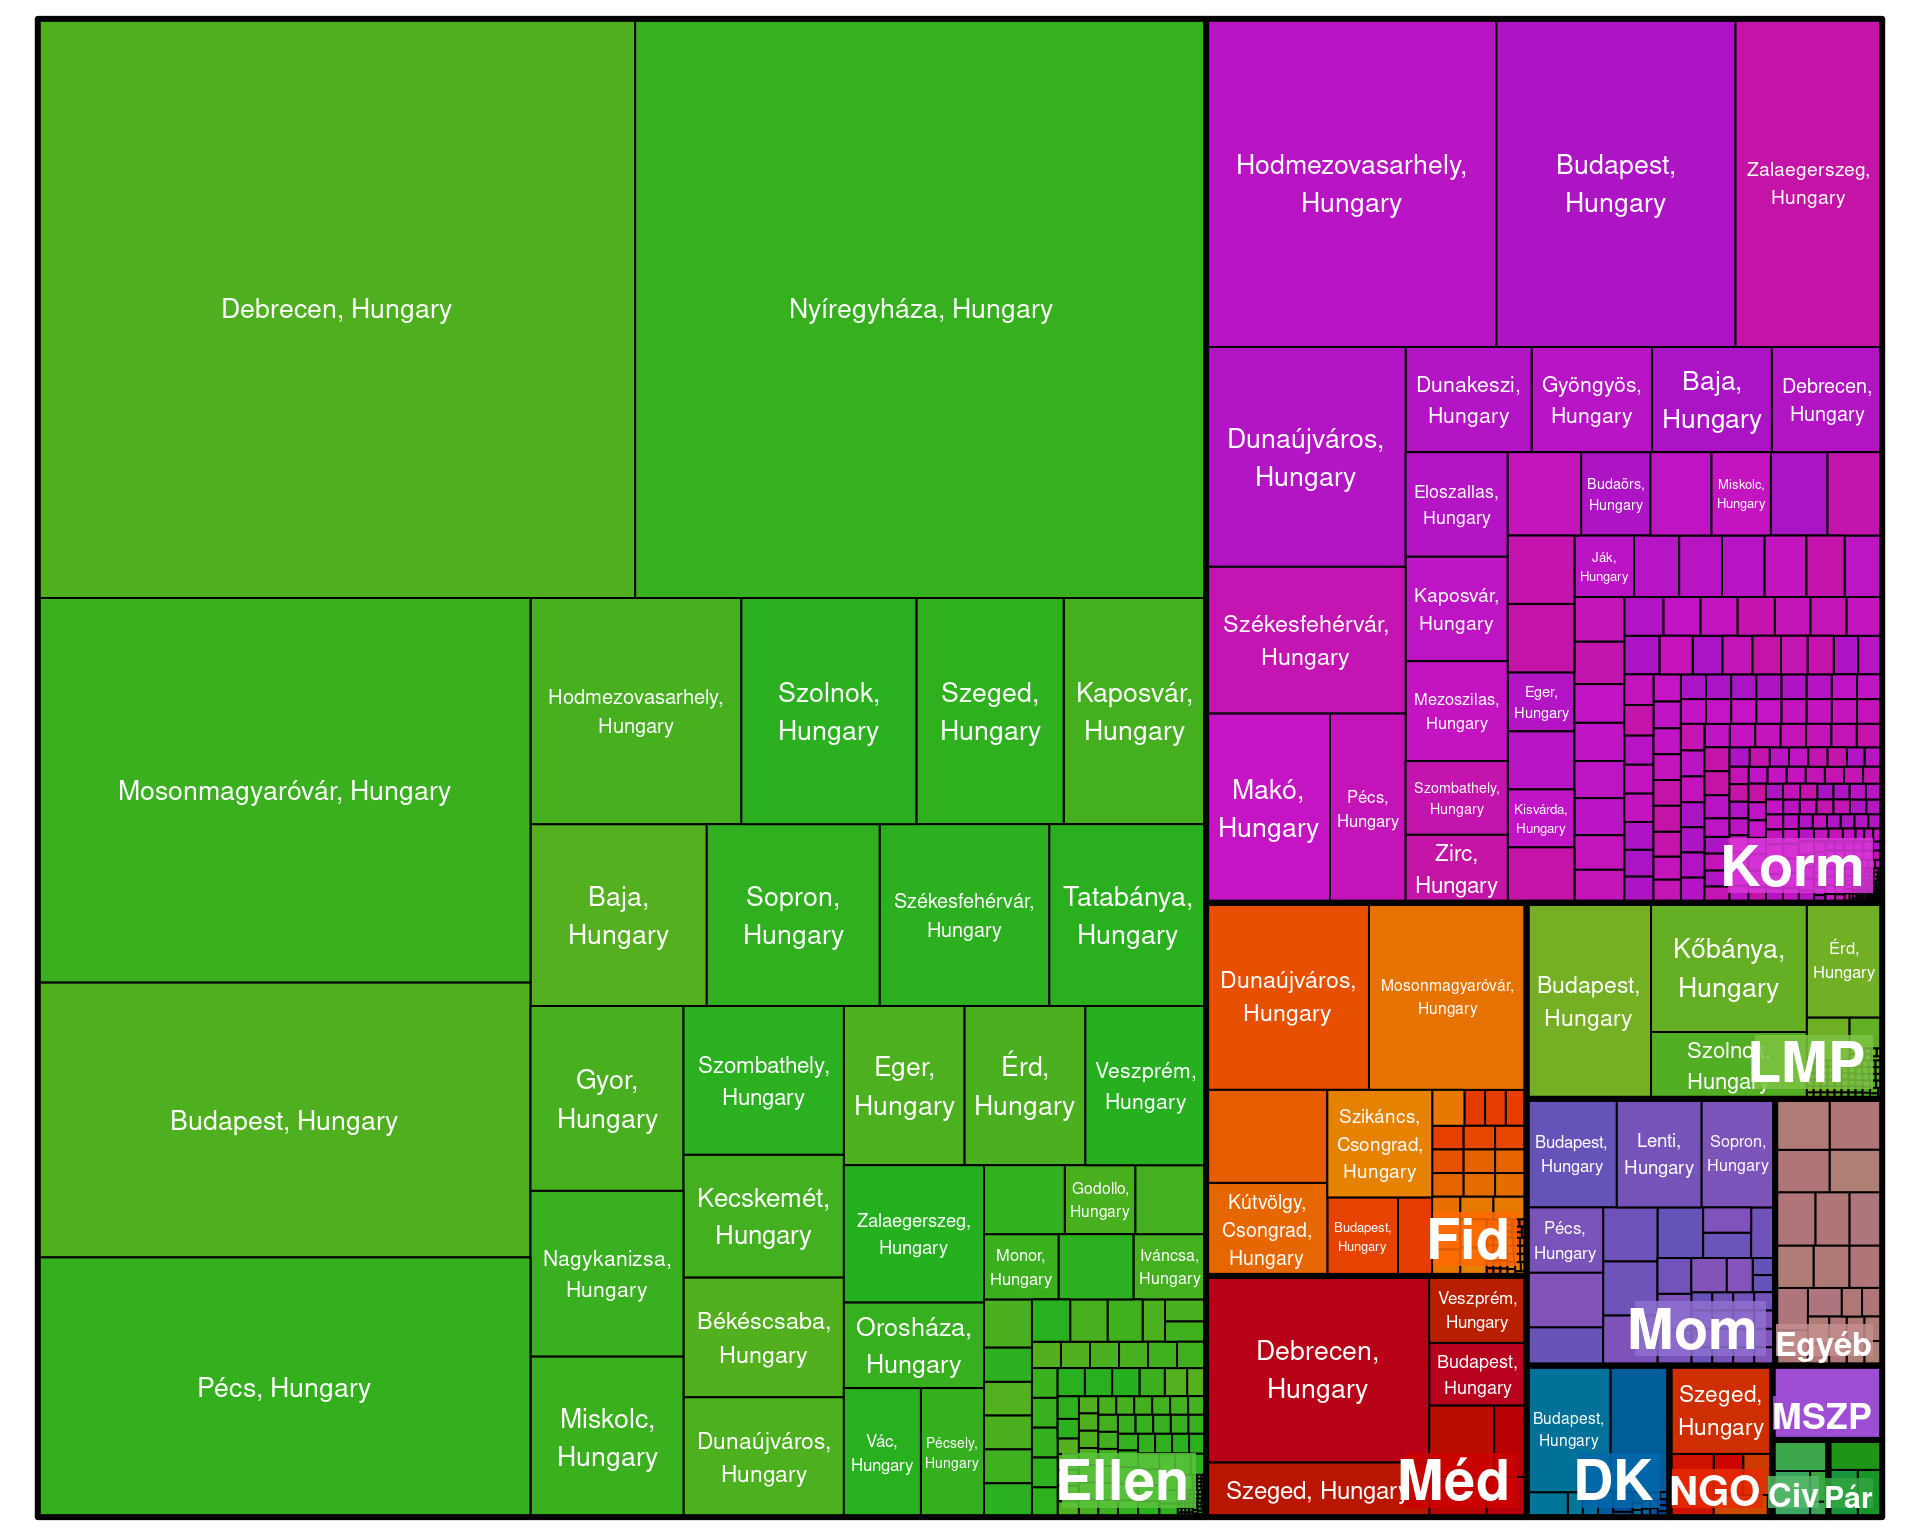 Debrecen, Hungary
Nyíregyháza, Hungary
Mosonmagyaróvár, Hungary
Budapest, Hungary
Pécs, Hungary
Hodmezovasarhely,
Hungary
Szolnok,
Hungary
Szeged,
Hungary
Kaposvár,
Hungary
Baja,
Hungary
Sopron,
Hungary
Székesfehérvár,
Hungary
Tatabánya,
Hungary
Gyor,
Hungary
Szombathely,
Hungary
Eger,
Hungary
Érd,
Hungary
Veszprém,
Hungary
Nagykanizsa,
Hungary
Kecskemét,
Hungary
Zalaegerszeg,
Hungary
Godollo,
Hungary
Monor,
Hungary
Iváncsa,
Hungary
Miskolc,
Hungary
Békéscsaba,
Hungary
Orosháza,
Hungary
Dunaújváros,
Hungary
Vác,
Hungary
Pécsely,
Hungary
Ellen
Hodmezovasarhely,
Hungary
Budapest,
Hungary
Zalaegerszeg,
Hungary
Dunaújváros,
Hungary
Dunakeszi,
Hungary
Gyöngyös,
Hungary
Baja,
Hungary
Debrecen,
Hungary
Eloszallas,
Hungary
Budaörs,
Hungary
Miskolc,
Hungary
Ják,
Hungary
Székesfehérvár,
Hungary
Kaposvár,
Hungary
Mezoszilas,
Hungary
Eger,
Hungary
Makó,
Hungary
Pécs,
Hungary
Szombathely,
Hungary
Kisvárda,
Hungary
Zirc,
Hungary
Korm
Dunaújváros,
Hungary
Mosonmagyaróvár,
Hungary
Szikáncs,
Csongrad,
Hungary
Kútvölgy,
Csongrad,
Hungary
Budapest,
Hungary
Fid
Budapest,
Hungary
Kőbánya,
Hungary
Érd,
Hungary
Szolnok,
Hungary
LMP
Budapest,
Hungary
Lenti,
Hungary
Sopron,
Hungary
Pécs,
Hungary
Mom
Egyéb
Debrecen,
Hungary
Veszprém,
Hungary
Budapest,
Hungary
Szeged, Hungary
Méd
Budapest,
Hungary
DK
Szeged,
Hungary
NGO
MSZP
Civ
Pár